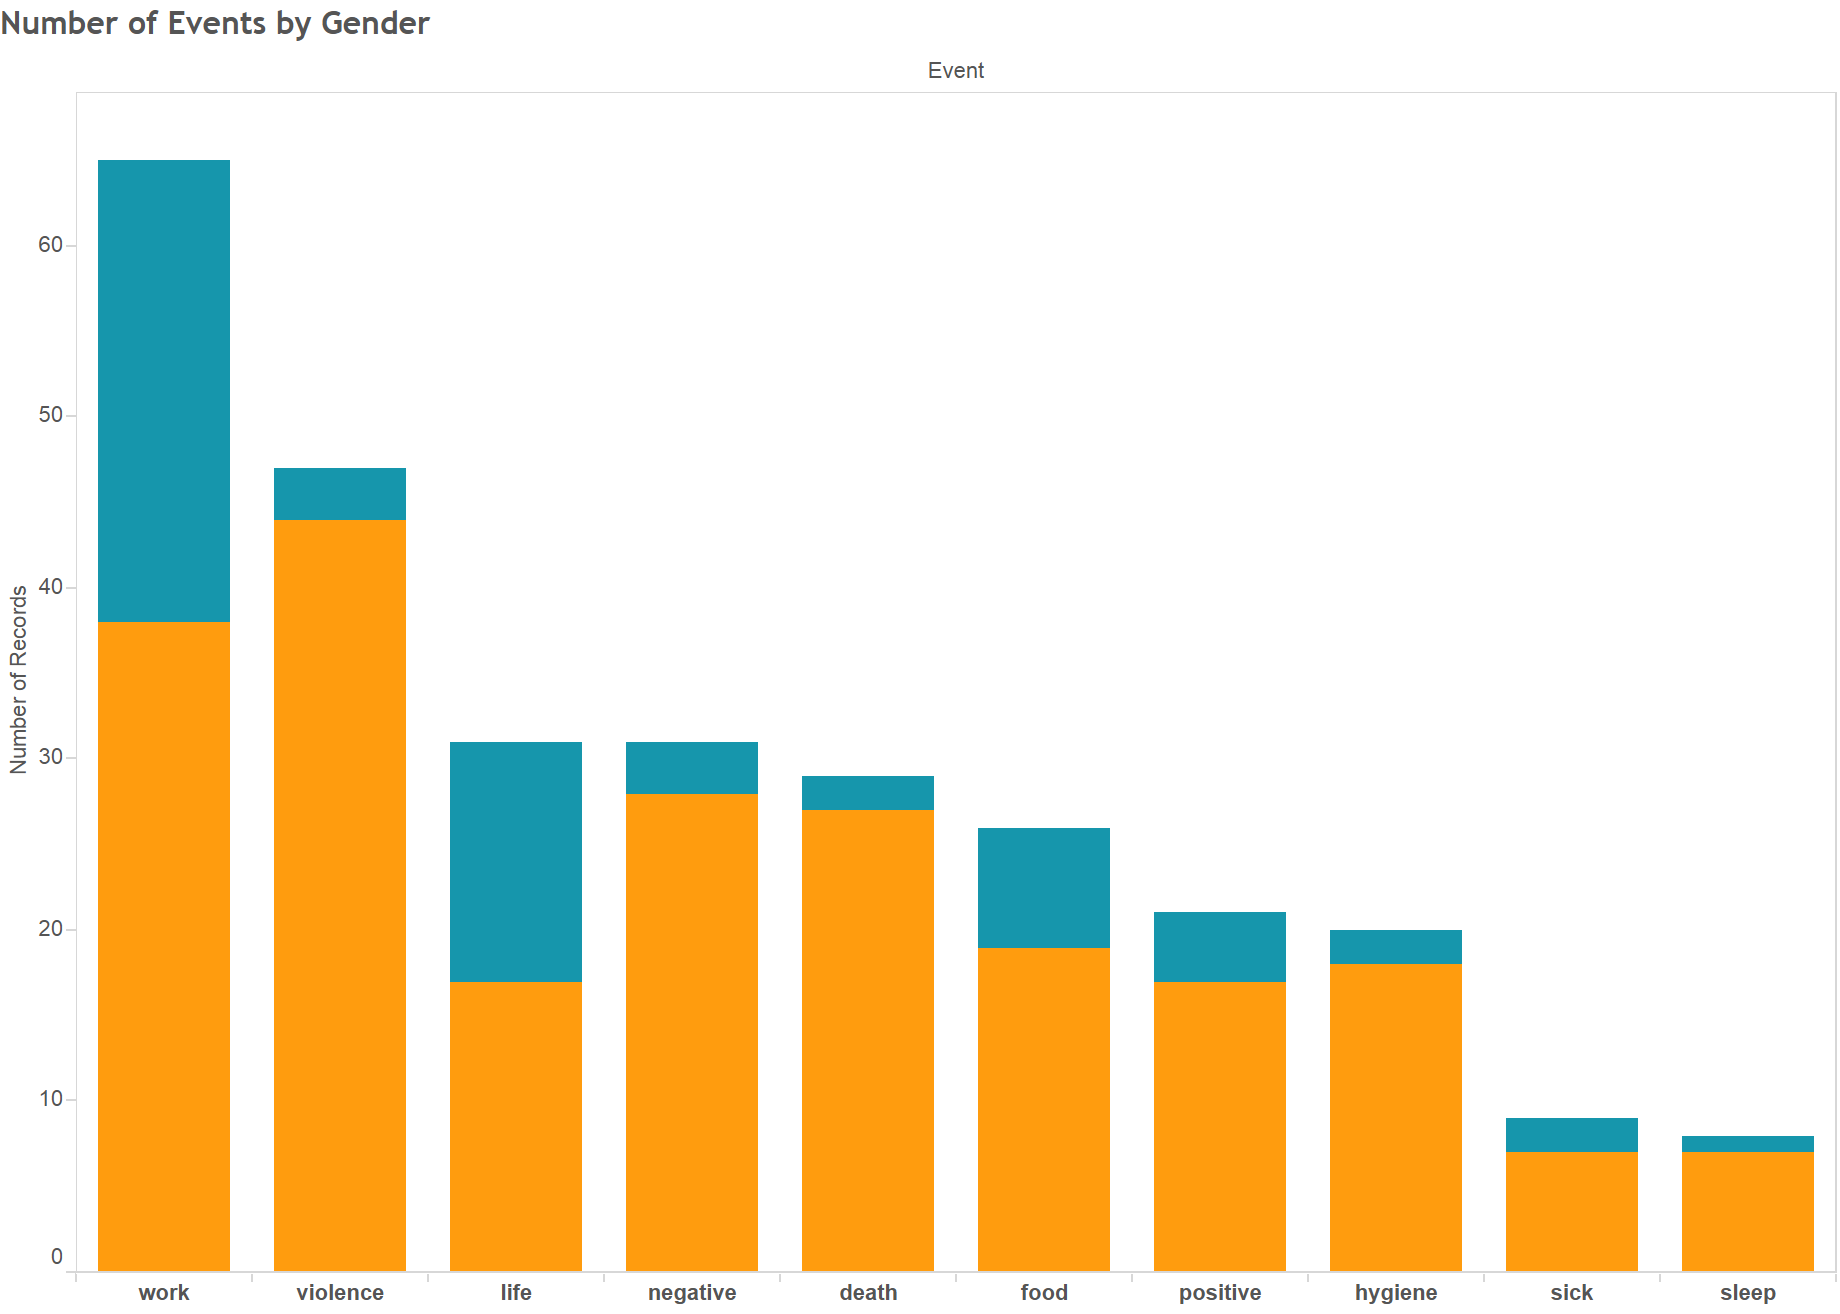 Number of Events by Gender
Event
Number of Records
60
50
40
30
20
10
0
work violence life negative death food positive hygiene sick sleep